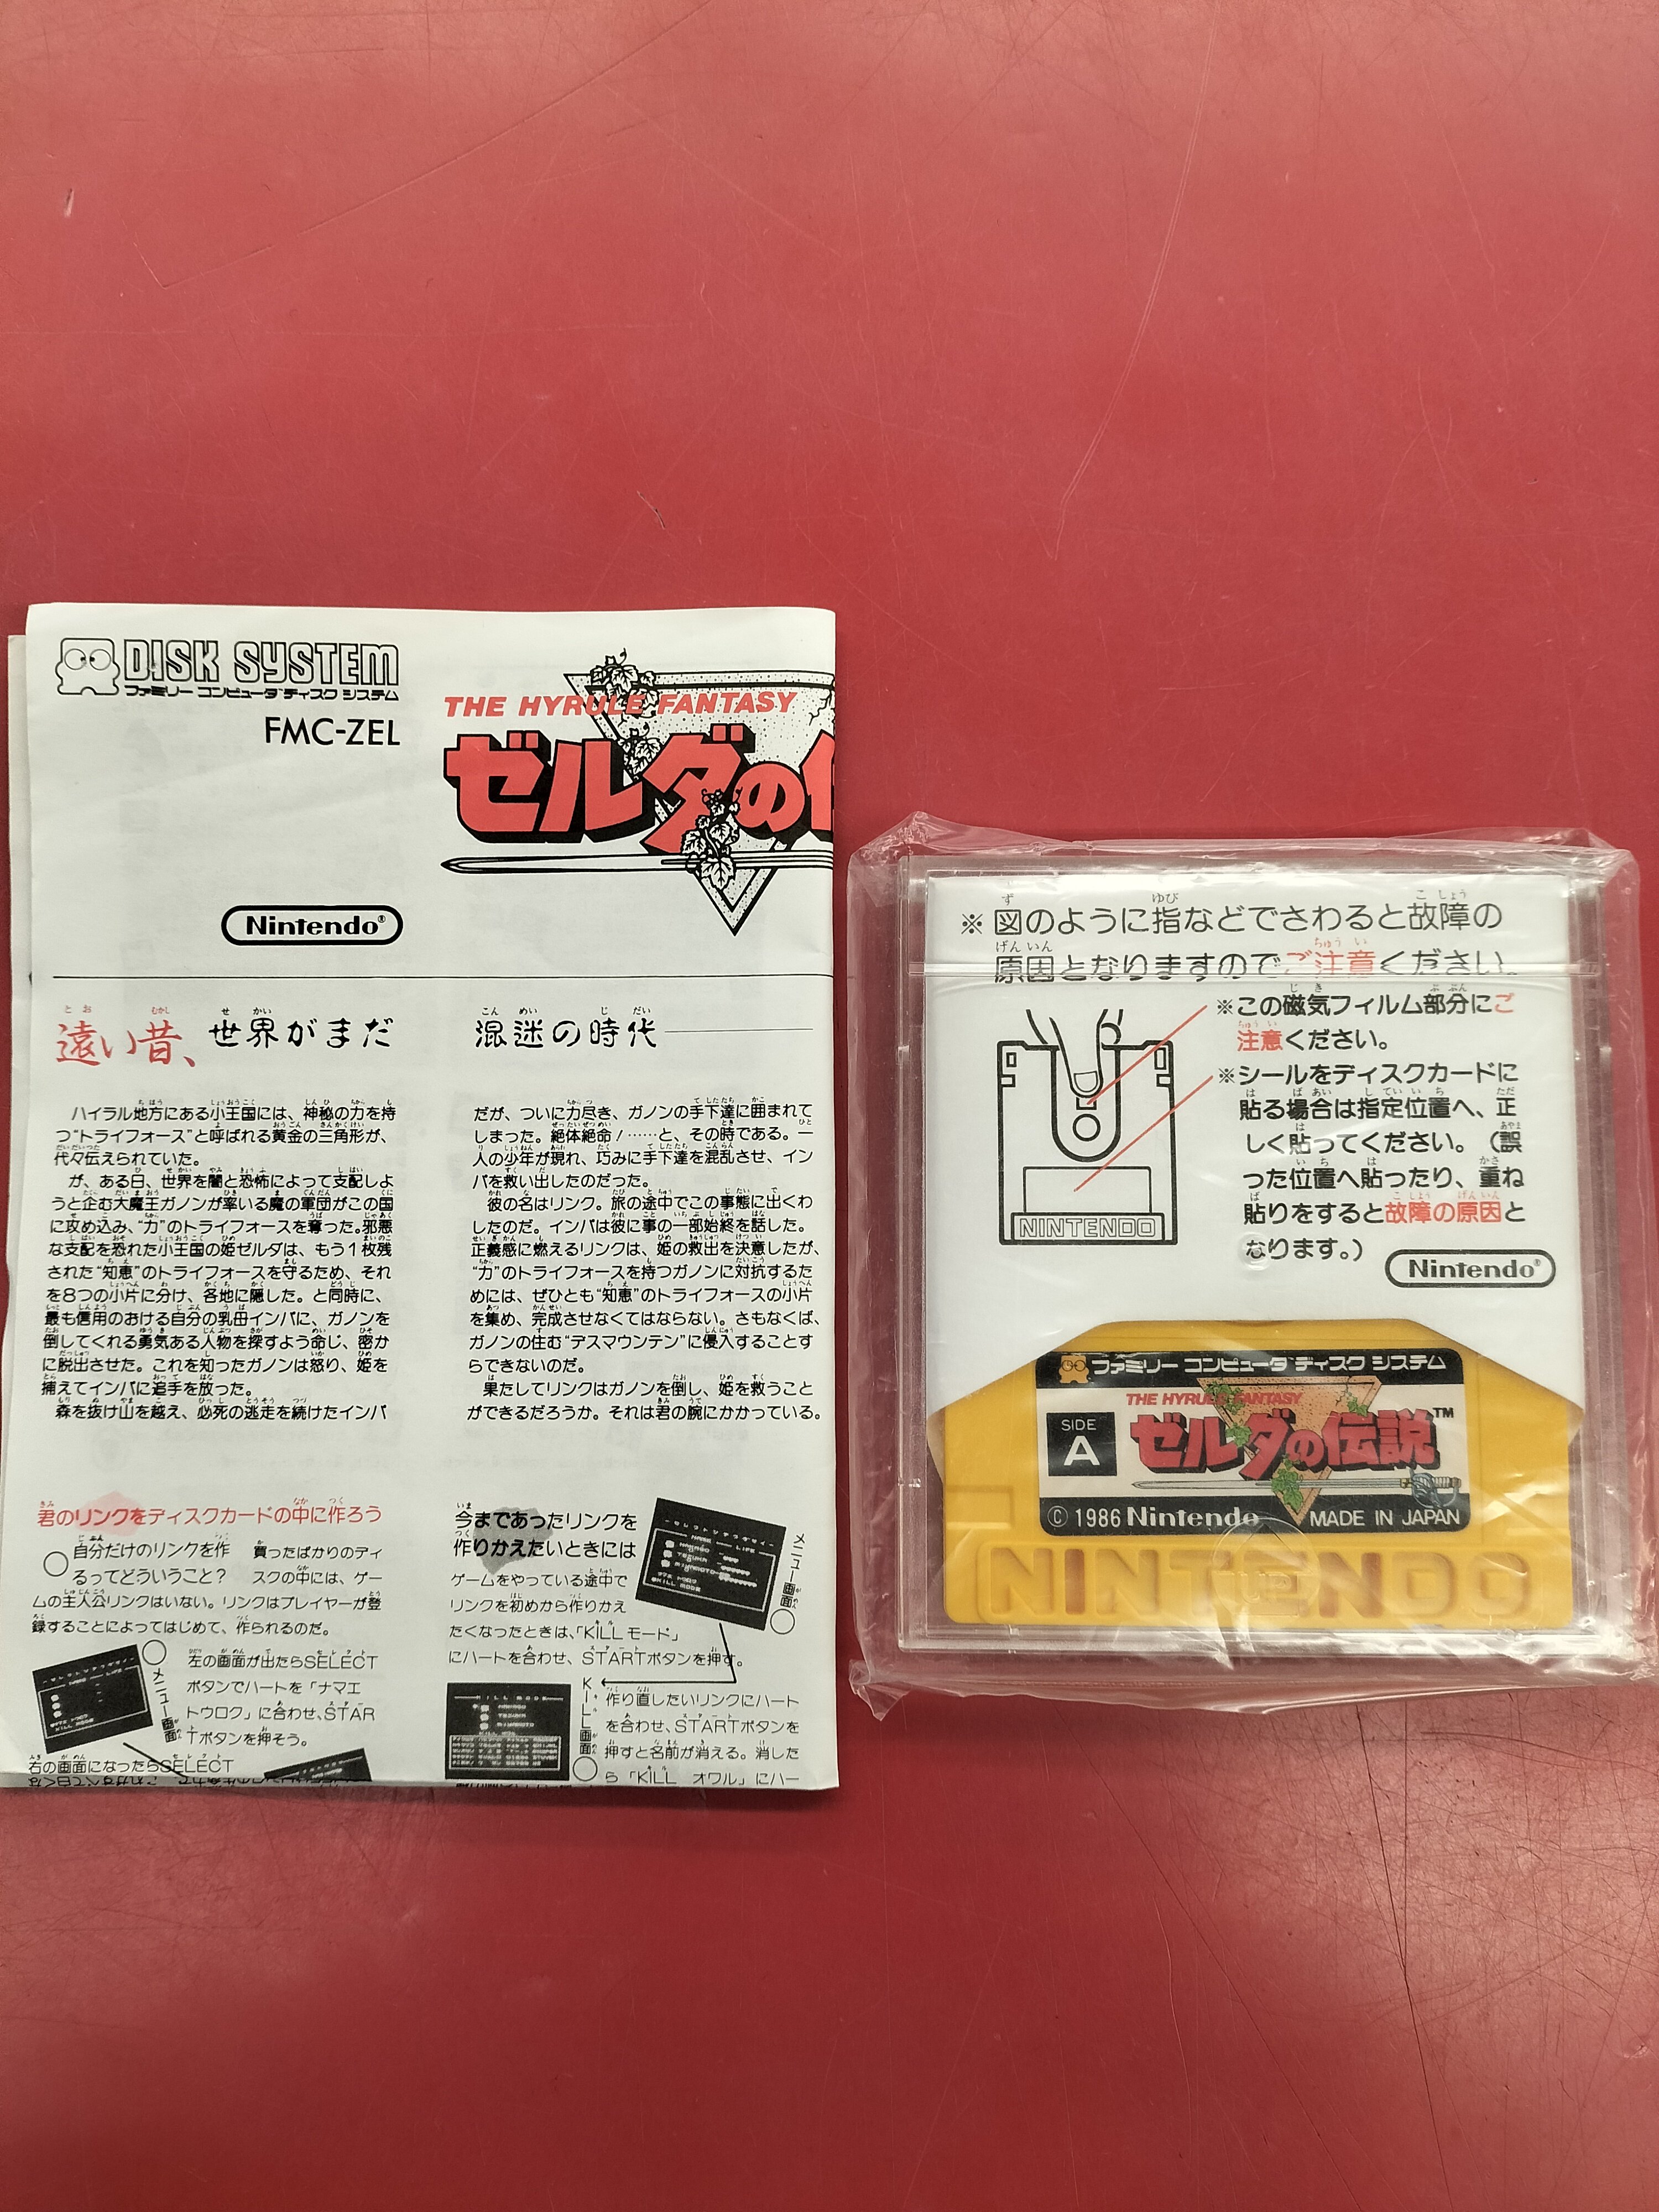 DISK SYSTEM
ファミリー コンピュータ ディスク システム
FMC-ZEL
Nintendo®
THE HYRULE FANTASY
ゼルダの
遠い昔、世界がまだ
ハイラル地方にある小王国には、神秘の力を持
つ“トライフォース”と呼ばれる黄金の三角形が、
代々伝えられていた。
が、ある日、世界を闇と恐怖によって支配しよ
うと企む大魔王ガノンが率いる魔の軍団がこの国
に攻め込み、“力”のトライフォースを奪った。邪悪
な支配を恐れた小王国の姫ゼルダは、もう1枚残
された“知恵”のトライフォースを守るため、それ
を8つの小片に分け、各地に隠した。と同時に、
最も信用のおける自分の乳母インパに、ガノンを
倒してくれる勇気ある人物を探すよう命じ、密か
に脱出させた。これを知ったガノンは怒り、姫を
捕えてインパに追手を放った。
森を抜け山を越え、必死の逃走を続けたインパ
混迷の時代
だが、ついに力尽き、ガノンの手下達に囲まれて
しまった。絶体絶命！……と、その時である。一
人の少年が現れ、巧みに手下達を混乱させ、イン
パを救い出したのだった。
彼の名はリンク。旅の途中でこの事態に出くわ
したのだ。インパは彼に事の一部始終を話した。
正義感に燃えるリンクは、姫の救出を決意したが、
“力”のトライフォースを持つガノンに対抗するた
めには、ぜひとも“知恵”のトライフォースの小片
を集め、完成させなくてはならない。さもなくば、
ガノンの住む“デスマウンテン”に侵入することす
らできないのだ。
果たしてリンクはガノンを倒し、姫を救うこと
ができるだろうか。それは君の腕にかかっている。
君のリンクをディスクカードの中に作ろう
自分だけのリンクを作
るってどういうこと？
買ったばかりのディ
スクの中には、ゲー
ムの主人公リンクはいない。リンクはプレイヤーが登
録することによってはじめて、作られるのだ。
メニュー画面
左の画面が出たらSELECT
ボタンでハートを「ナマエ
トウロク」に合わせ、STAR
Tボタンを押そう。
右の画面になったらSELECT
今まであったリンクを
作りかえたいときには
ゲームをやっている途中で
リンクを初めから作りかえ
たくなったときは、「KILLモード」
にハートを合わせ、STARTボタンを押す。
メニュー画面
KILL画面
作り直したいリンクにハート
を合わせ、STARTボタンを
押すと名前が消える。消した
ら「KILL オワル」にハー
KILL MODE
※図のように指などでさわると故障の
原因となりますのでご注意ください。
※この磁気フィルム部分にご
注意ください。
※シールをディスクカードに
貼る場合は指定位置へ、正
しく貼ってください。（誤
った位置へ貼ったり、重ね
貼りをすると故障の原因と
なります。）
NINTENDO
Nintendo®
ファミリー コンピュータ ディスク システム
THE HYRULE FANTASY
SIDE
A
ゼルダの伝説™
© 1986 Nintendo
MADE IN JAPAN
NINTENDO